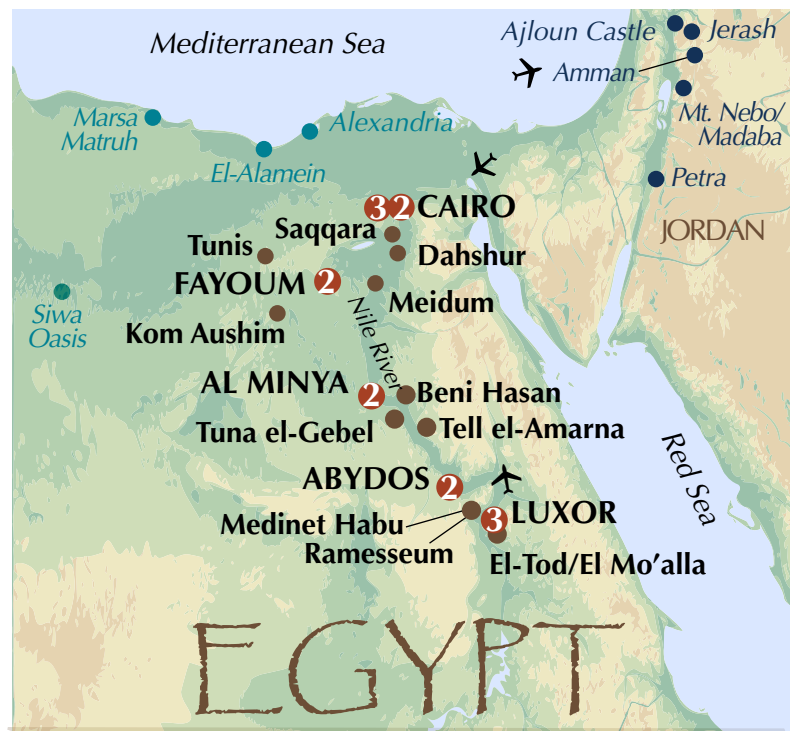 Mediterranean Sea
Ajloun Castle
Jerash
Amman
Marsa
Matruh
Alexandria
Mt. Nebo/
Madaba
El-Alamein
Petra
3 2 CAIRO
Saqqara
JORDAN
Tunis
Dahshur
FAYOUM 2
Meidum
Siwa
Oasis
Nile River
Kom Aushim
AL MINYA 2
Beni Hasan
Tuna el-Gebel
Tell el-Amarna
Red Sea
ABYDOS 2
Medinet Habu
3 LUXOR
Ramesseum
El-Tod/El Mo’alla
EGYPT